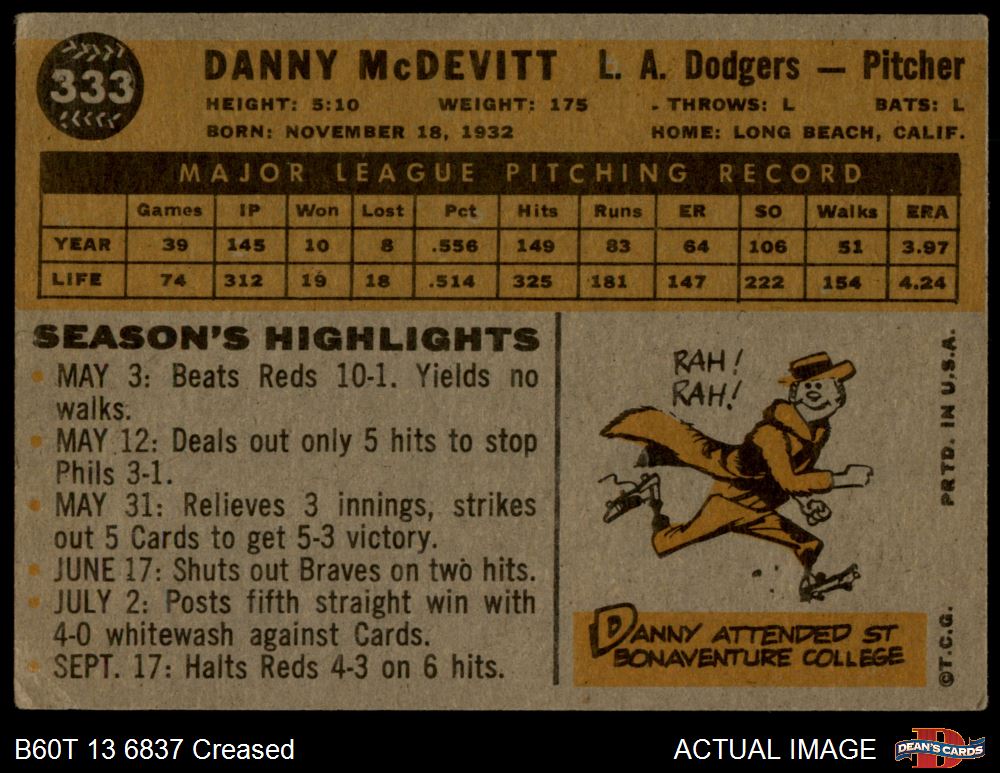 333
DANNY McDEVITT L. A. Dodgers — Pitcher
HEIGHT: 5:10 WEIGHT: 175 THROWS: L BATS: L
BORN: NOVEMBER 18, 1932 HOME: LONG BEACH, CALIF.
MAJOR LEAGUE PITCHING RECORD
Games IP Won Lost Pct Hits Runs ER SO Walks ERA
YEAR 39 145 10 8 .556 149 83 64 106 51 3.97
LIFE 74 312 19 18 .514 325 181 147 222 154 4.24
SEASON'S HIGHLIGHTS
• MAY 3: Beats Reds 10-1. Yields no
walks.
• MAY 12: Deals out only 5 hits to stop
Phils 3-1.
• MAY 31: Relieves 3 innings, strikes
out 5 Cards to get 5-3 victory.
• JUNE 17: Shuts out Braves on two hits.
• JULY 2: Posts fifth straight win with
4-0 whitewash against Cards.
• SEPT. 17: Halts Reds 4-3 on 6 hits.
RAH!
RAH!
DANNY ATTENDED ST
BONAVENTURE COLLEGE
©T.C.G. PRTD. IN U.S.A.
B60T 13 6837 Creased ACTUAL IMAGE
D
DEAN'S CARDS